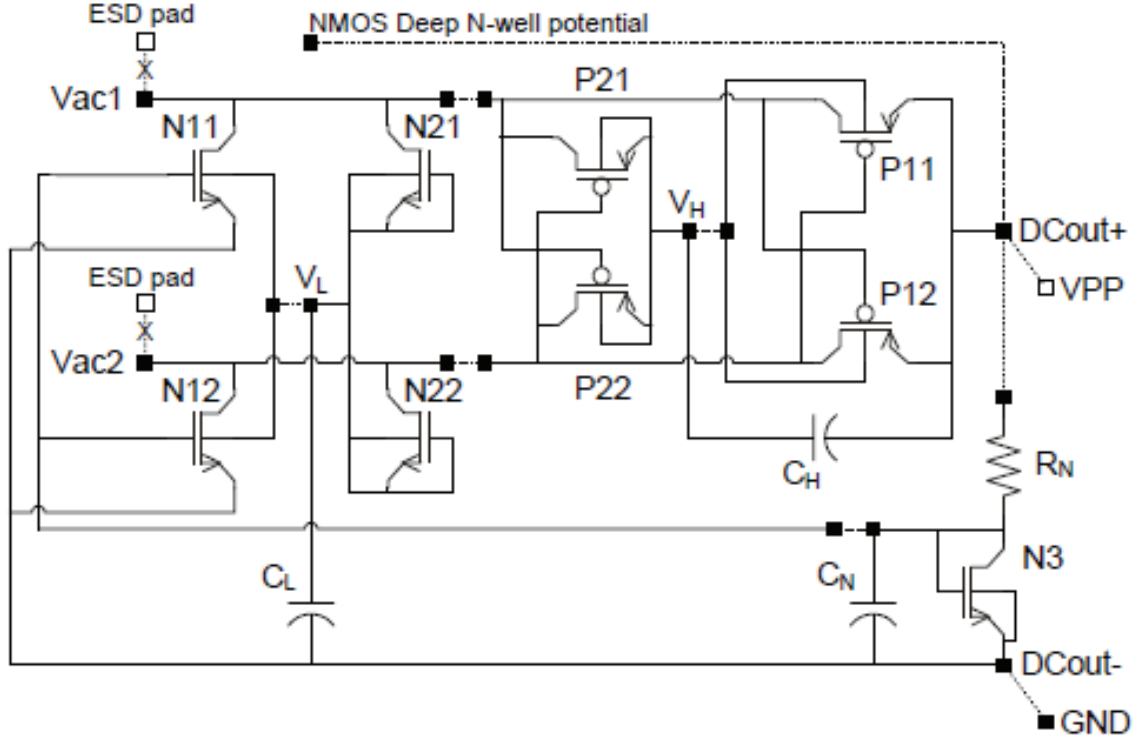 ESD pad
NMOS Deep N-well potential
X
Vac1
P21
N11
N21
P11
VH
DCout+
ESD pad
VL
P12
VPP
X
Vac2
N12
N22
P22
CH
RN
CL
CN
N3
DCout-
GND